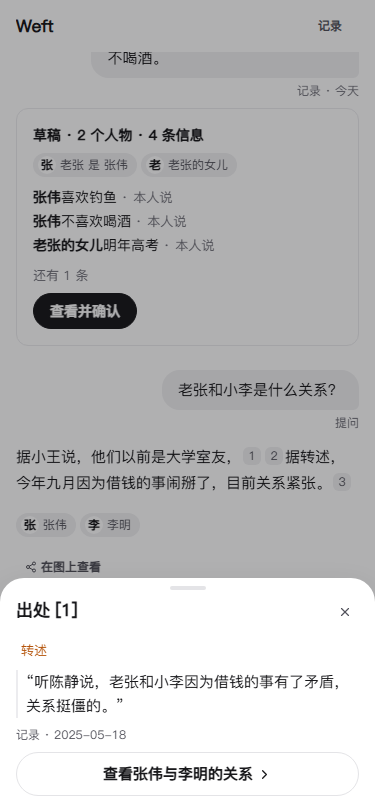 Weft
记录
不喝酒。
记录 · 今天
草稿 · 2 个人物 · 4 条信息
张 老张 是 张伟 老 老张的女儿
张伟喜欢钓鱼 · 本人说
张伟不喜欢喝酒 · 本人说
老张的女儿明年高考 · 本人说
还有 1 条
查看并确认
老张和小李是什么关系？
提问
据小王说，他们以前是大学室友， 1 2 据转述，
今年九月因为借钱的事闹掰了，目前关系紧张。 3
张 张伟 李 李明
在图上查看
出处 [1]
转述
“听陈静说，老张和小李因为借钱的事有了矛盾，
关系挺僵的。”
记录 · 2025-05-18
查看张伟与李明的关系